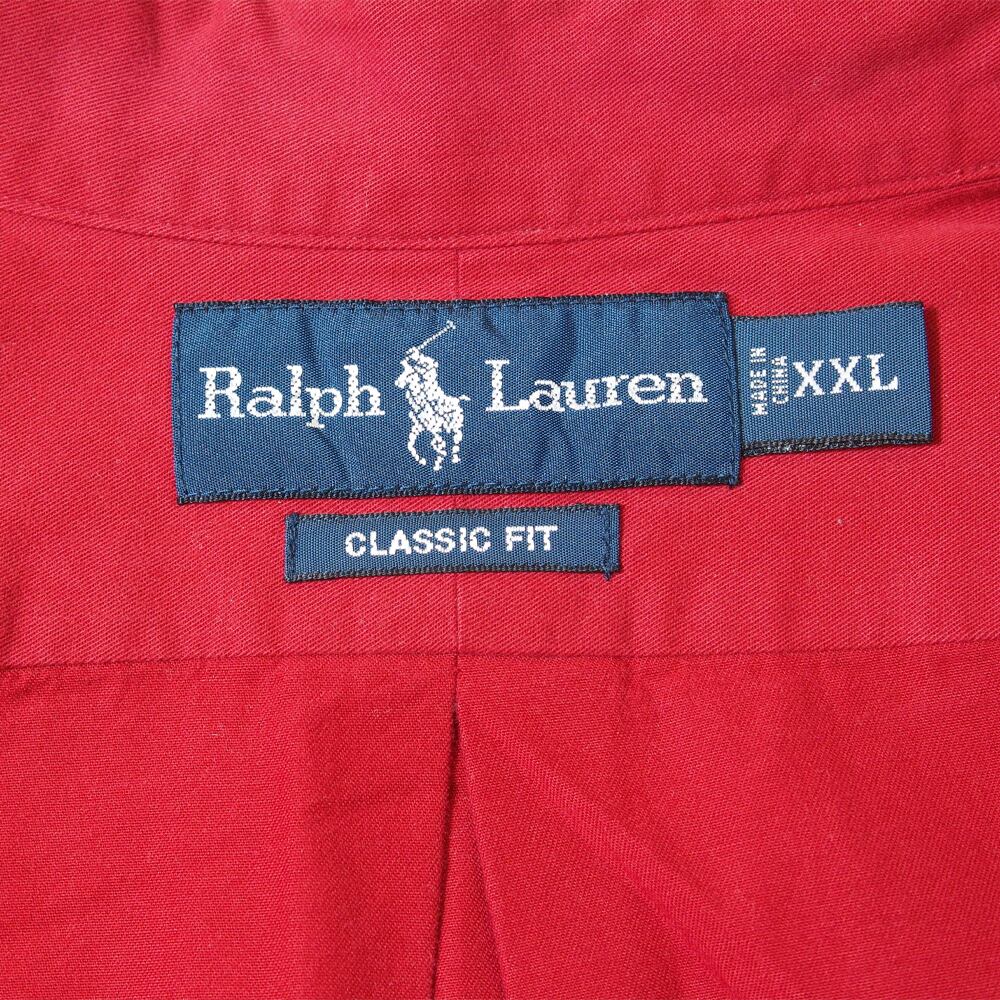 Ralph Lauren
MADE IN
CHINA
XXL
CLASSIC FIT